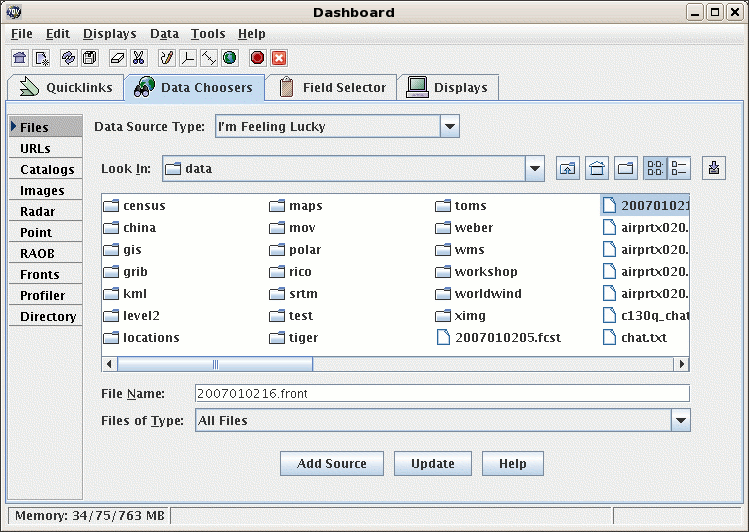 Dashboard
File Edit Displays Data Tools Help
Quicklinks Data Choosers Field Selector Displays
Files
URLs
Catalogs
Images
Radar
Point
RAOB
Fronts
Profiler
Directory
Data Source Type: I'm Feeling Lucky
Look In: data
census maps toms 200701021
china mov weber airprtx020.
gis polar wms airprtx020.
grib rico workshop airprtx020.
kml srtm worldwind airprtx020.
level2 test ximg c130q_chat
locations tiger 2007010205.fcst chat.txt
File Name: 2007010216.front
Files of Type: All Files
Add Source Update Help
Memory: 34/75/763 MB